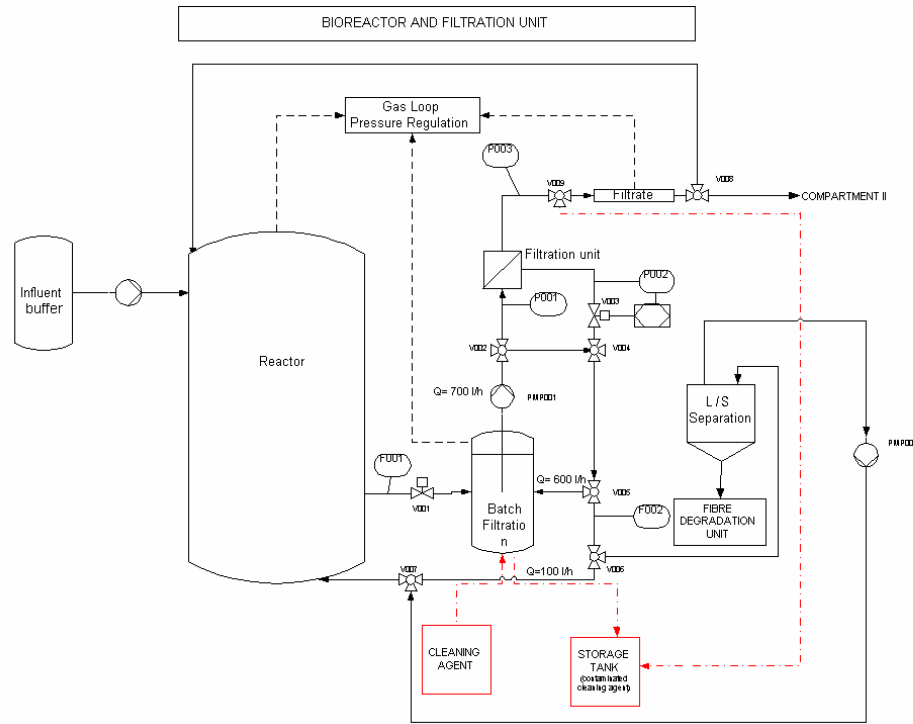 BIOREACTOR AND FILTRATION UNIT
Gas Loop
Pressure Regulation
P003
V009
V008
Filtrate
COMPARTMENT II
Filtration unit
P002
Influent
buffer
P001
V003
Reactor
V002
V004
Q= 700 l/h
PMP001
L / S
Separation
F001
Q= 600 l/h
V005
V001
Batch
Filtratio
n
F002
FIBRE
DEGRADATION
UNIT
V007
Q=100 l/h
V006
CLEANING
AGENT
STORAGE
TANK
(contaminated
cleaning agent)